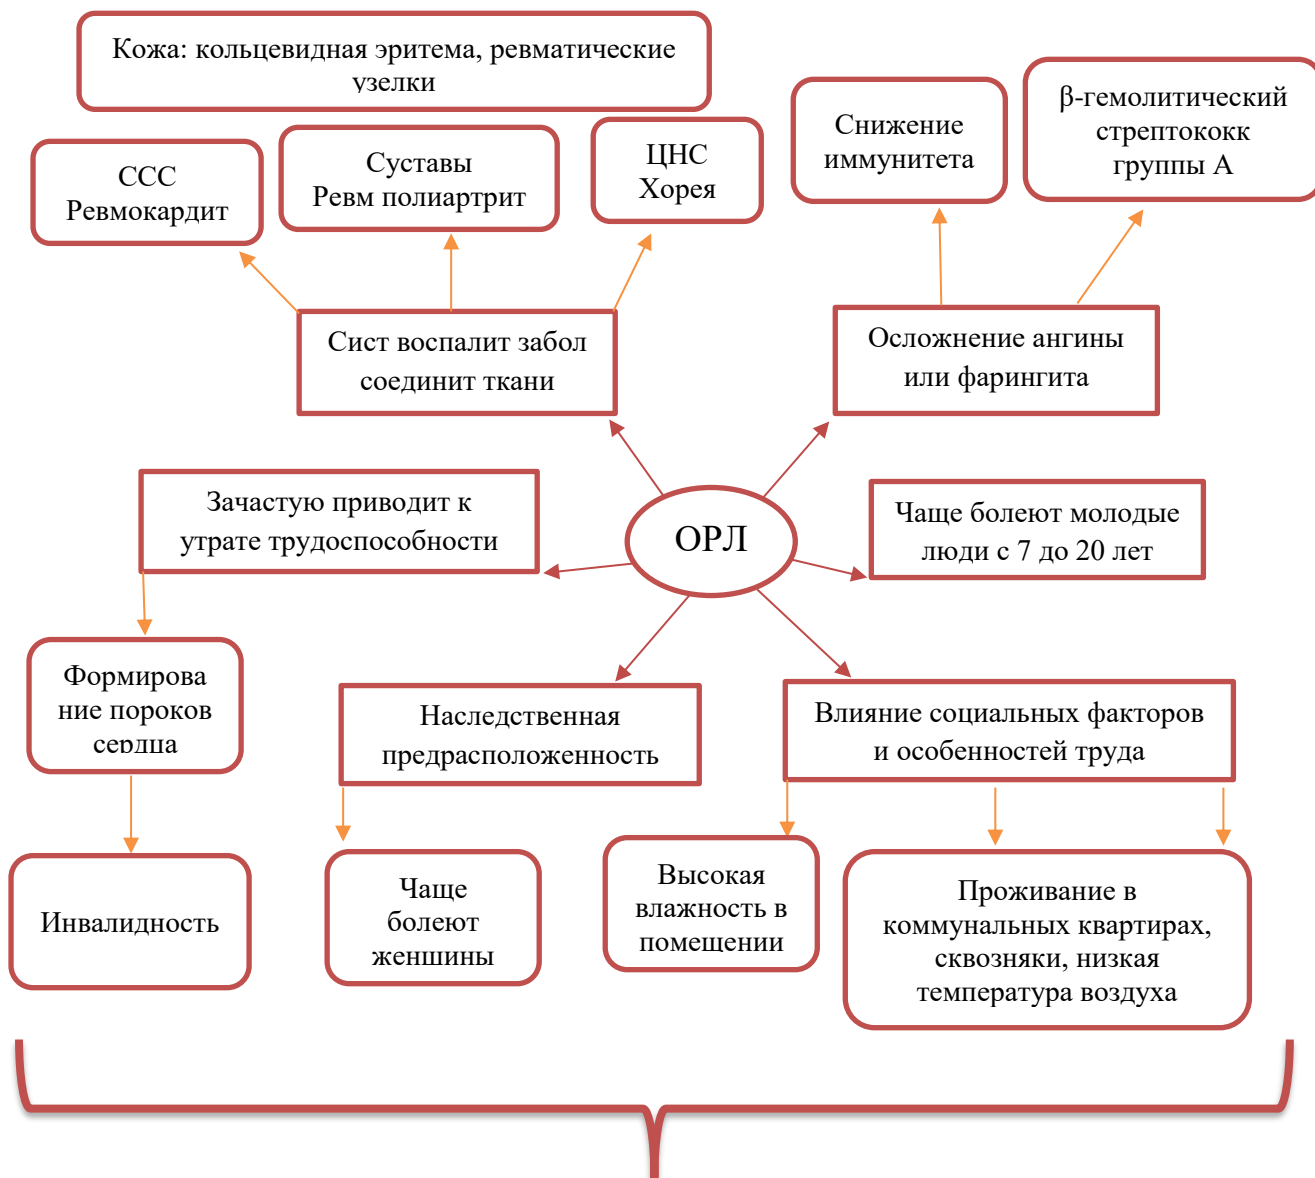 Кожа: кольцевидная эритема, ревматические
узелки
Снижение
иммунитета
β-гемолитический
стрептококк
группы А
ССС
Ревмокардит
Суставы
Ревм полиартрит
ЦНС
Хорея
Сист воспалит забол
соединит ткани
Осложнение ангины
или фарингита
Зачастую приводит к
утрате трудоспособности
ОРЛ
Чаще болеют молодые
люди с 7 до 20 лет
Формирова
ние пороков
сердца
Наследственная
предрасположенность
Влияние социальных факторов
и особенностей труда
Инвалидность
Чаще
болеют
женшины
Высокая
влажность в
помещении
Проживание в
коммунальных квартирах,
сквозняки, низкая
температура воздуха